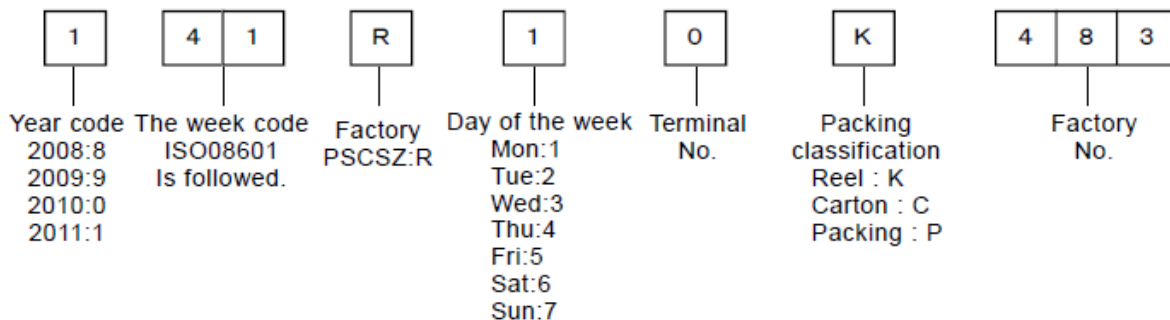 1 4 1 R 1 0 K 4 8 3
Year code
2008:8
2009:9
2010:0
2011:1
The week code
ISO08601
Is followed.
Factory
PSCSZ:R
Day of the week
Mon:1
Tue:2
Wed:3
Thu:4
Fri:5
Sat:6
Sun:7
Terminal
No.
Packing
classification
Reel : K
Carton : C
Packing : P
Factory
No.